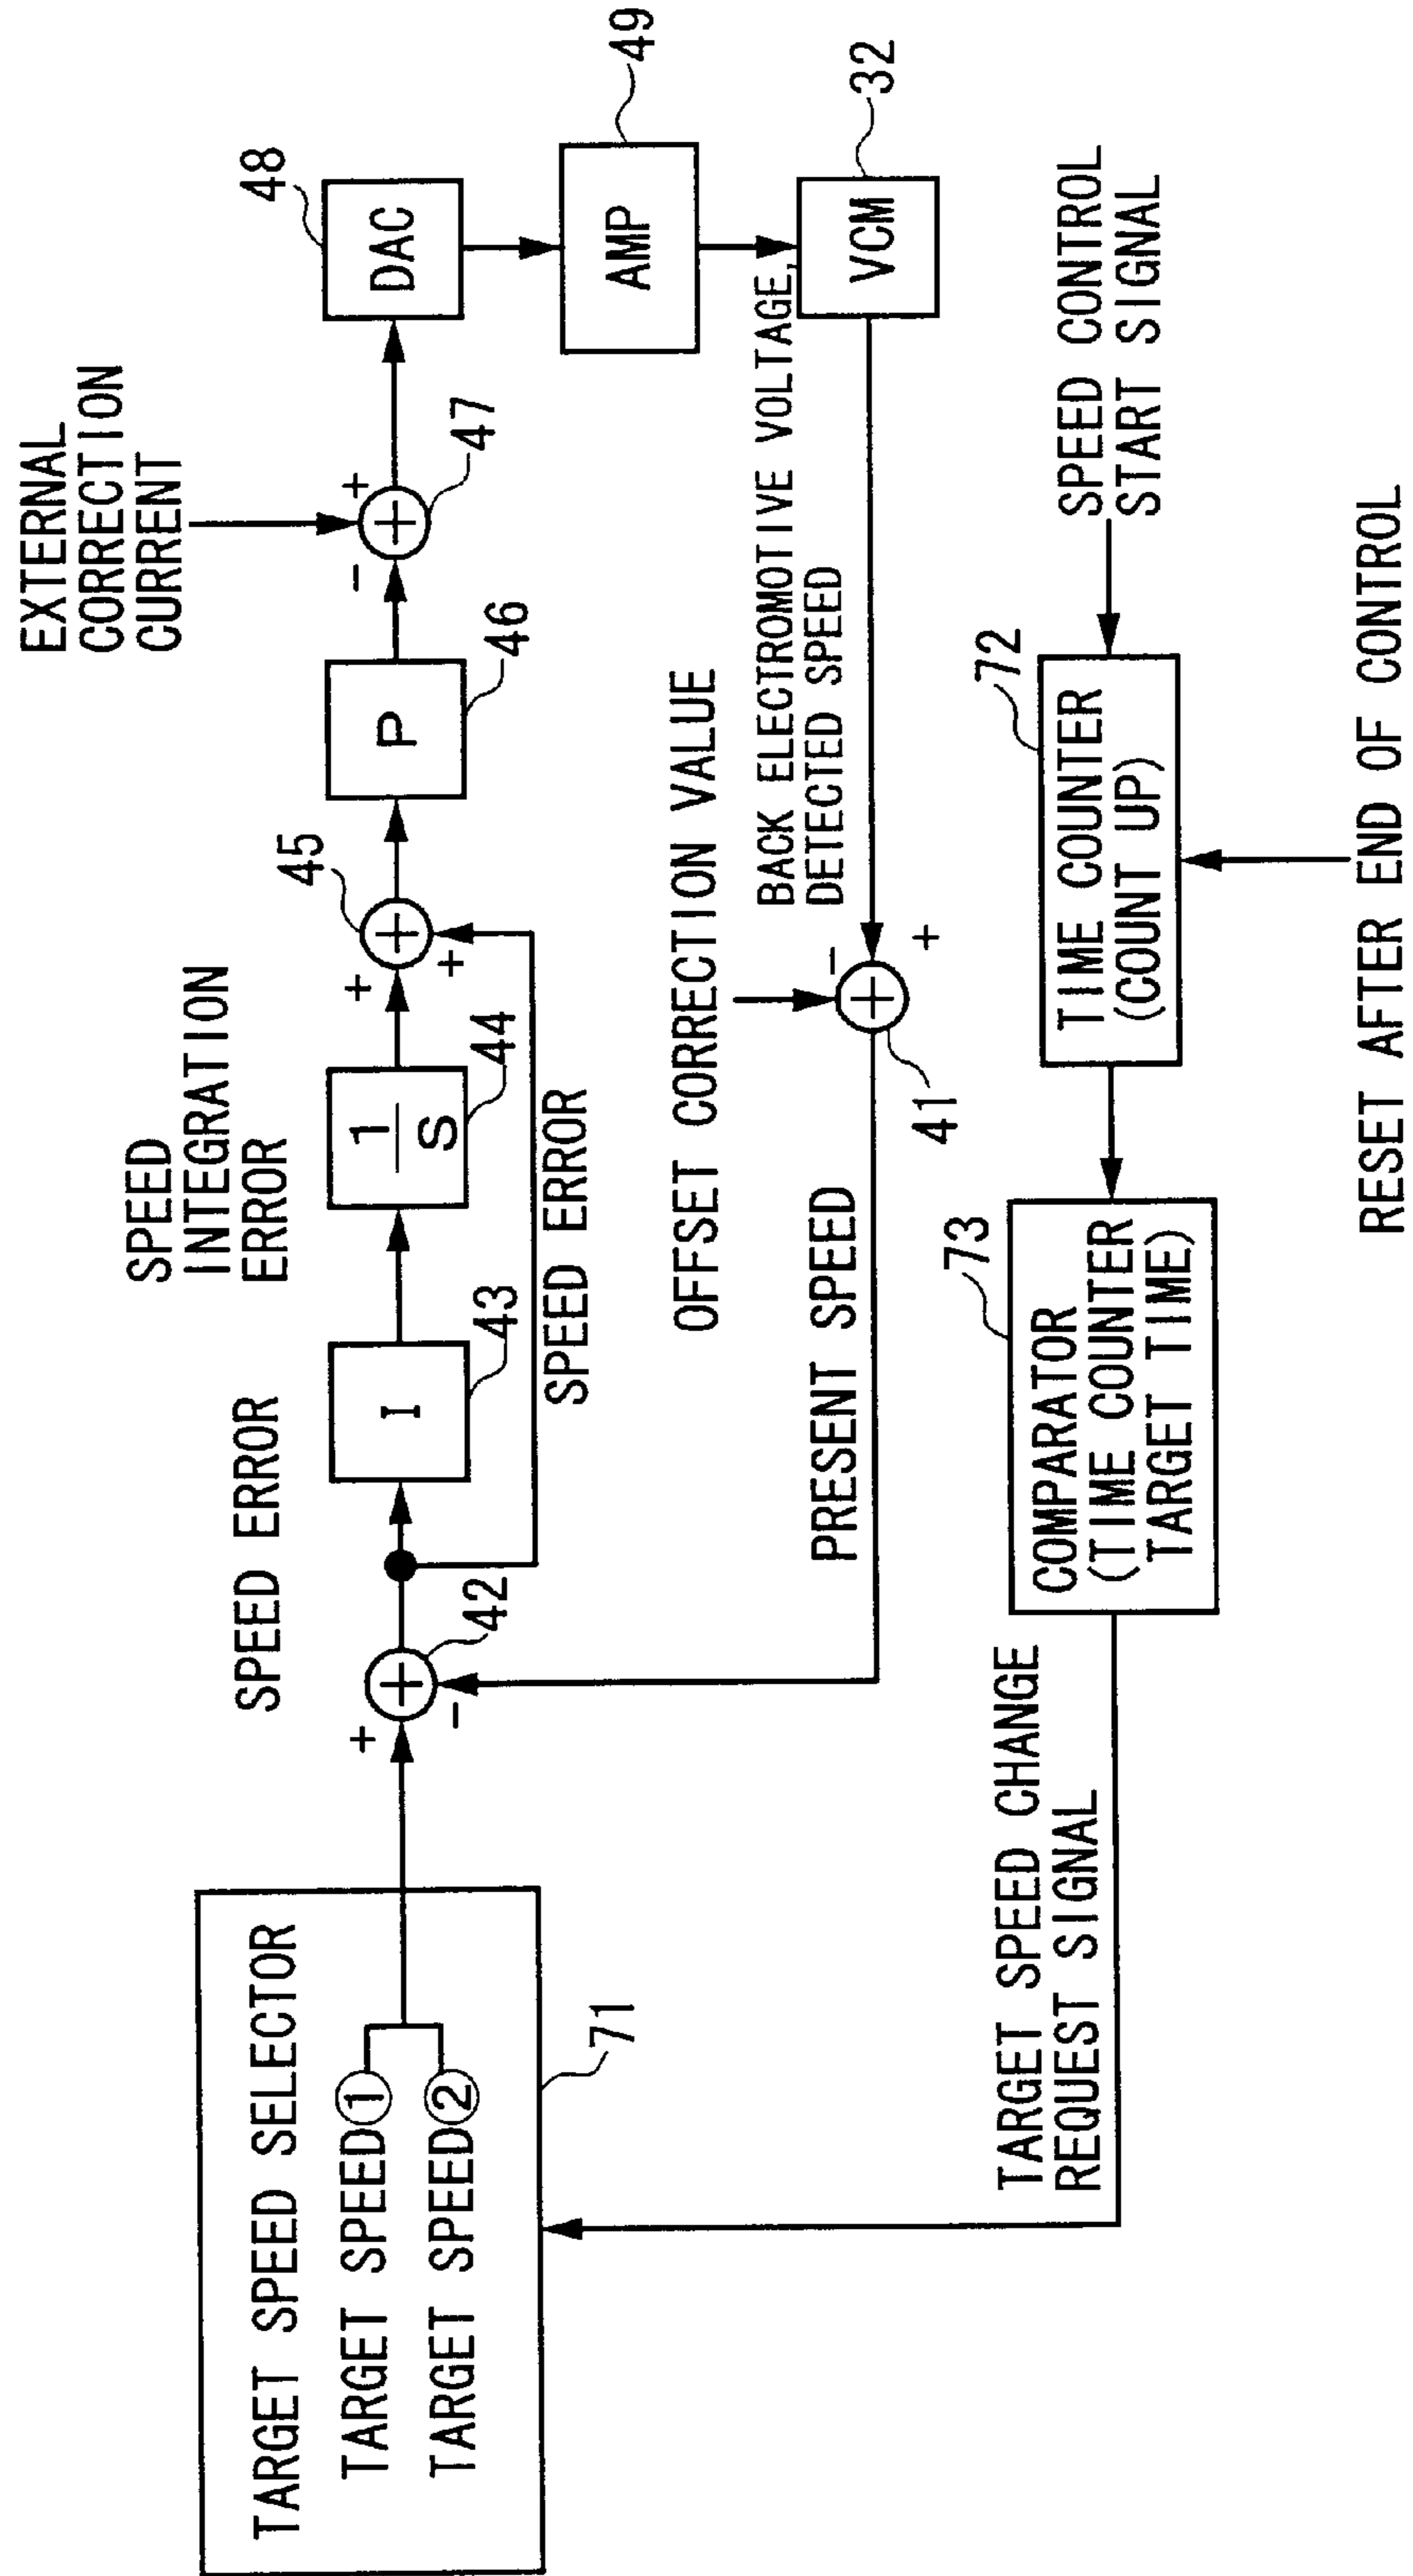 TARGET SPEED SELECTOR
TARGET SPEED①
TARGET SPEED②
71
+
-
42
SPEED ERROR
I
43
SPEED
INTEGRATION
ERROR
1
S
44
SPEED ERROR
+
+
45
P
46
EXTERNAL
CORRECTION
CURRENT
-
+
47
DAC
48
AMP
49
VCM
32
BACK ELECTROMOTIVE VOLTAGE,
DETECTED SPEED
OFFSET CORRECTION VALUE
-
+
41
PRESENT SPEED
TARGET SPEED CHANGE
REQUEST SIGNAL
COMPARATOR
(TIME COUNTER
TARGET TIME)
73
TIME COUNTER
(COUNT UP)
72
SPEED CONTROL
START SIGNAL
RESET AFTER END OF CONTROL